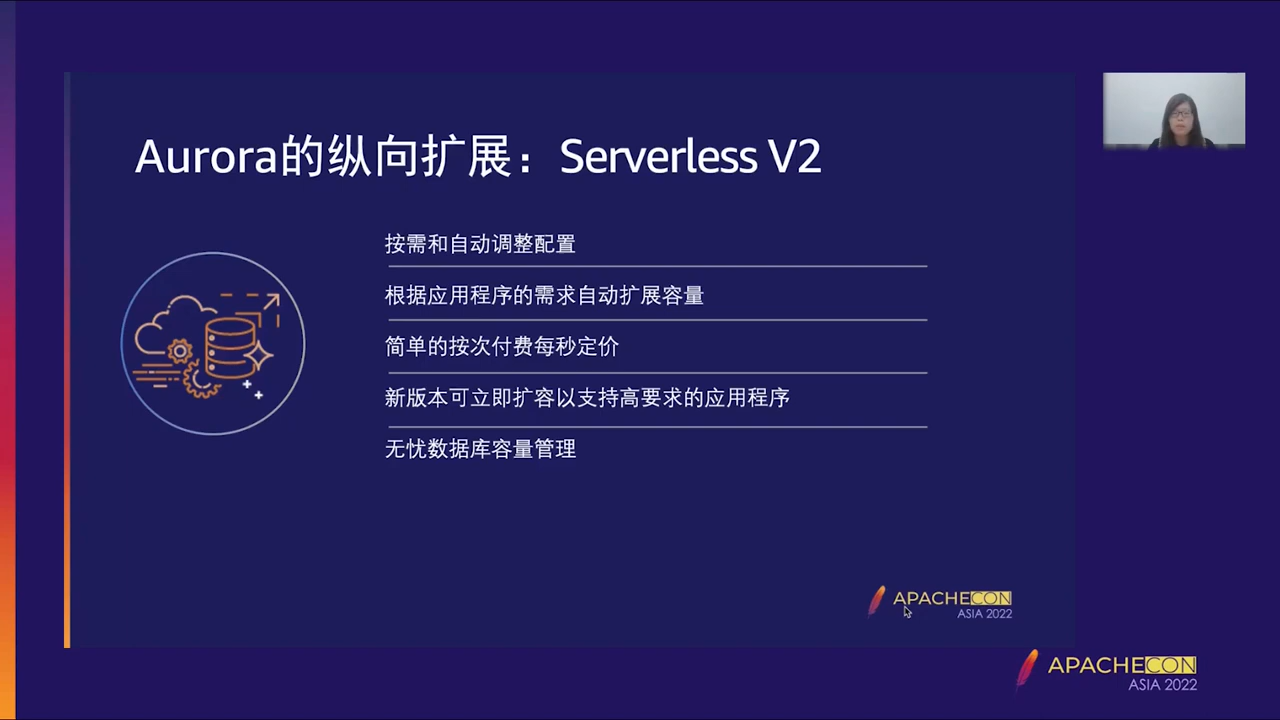 Aurora的纵向扩展：Serverless V2
按需和自动调整配置
根据应用程序的需求自动扩展容量
简单的按次付费每秒定价
新版本可立即扩容以支持高要求的应用程序
无忧数据库容量管理
APACHECON
ASIA 2022
APACHECON
ASIA 2022